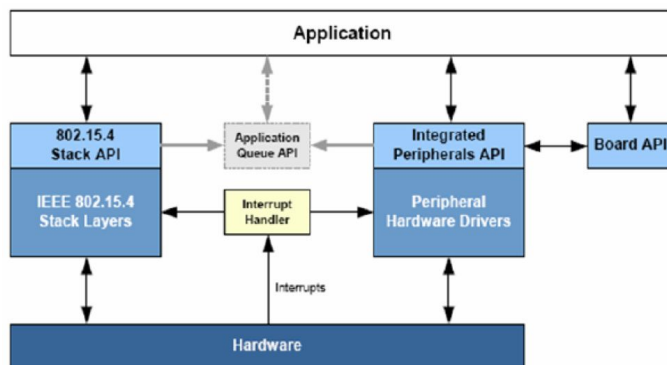 Application
802.15.4
Stack API
Application
Queue API
Integrated
Peripherals API
Board API
IEEE 802.15.4
Stack Layers
Interrupt
Handler
Peripheral
Hardware Drivers
Interrupts
Hardware